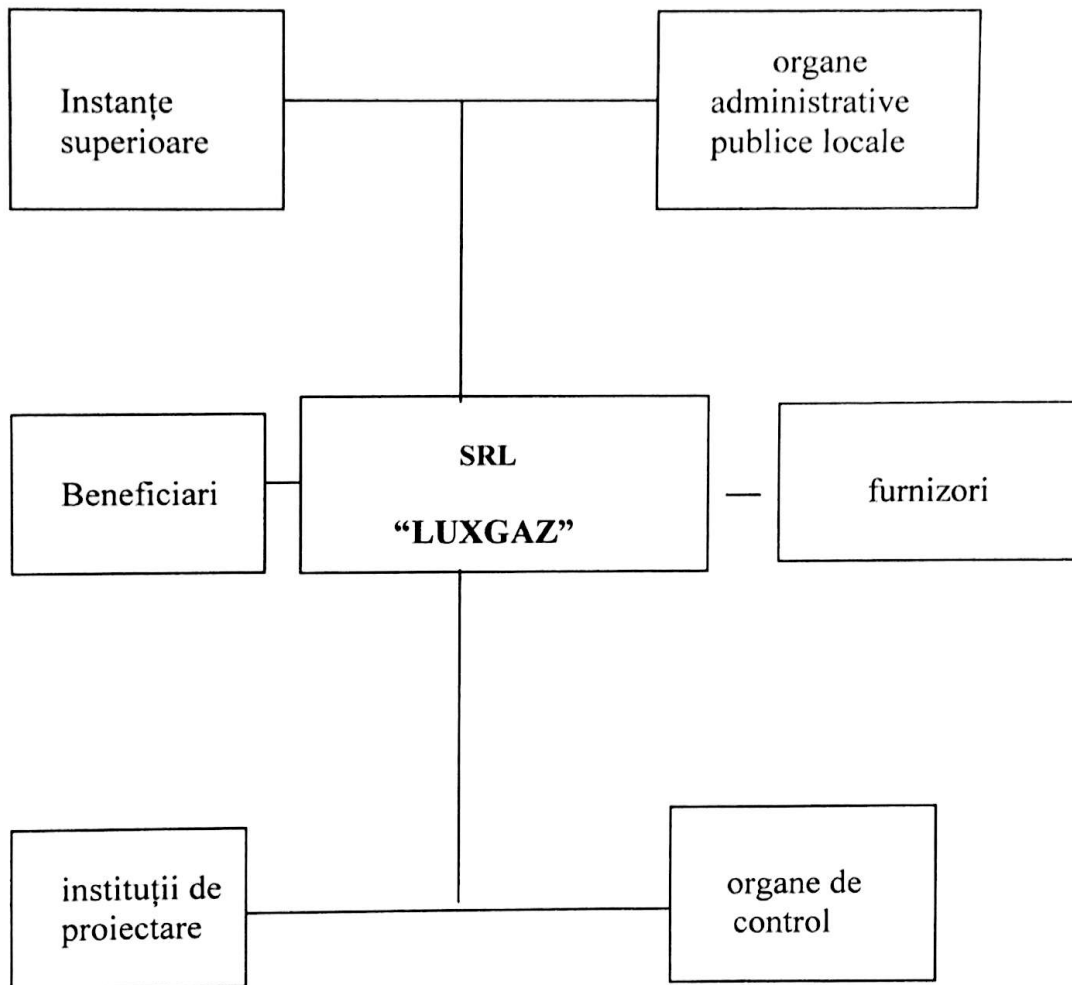 Instanțe
superioare
organe
administrative
publice locale
Beneficiari
SRL
“LUXGAZ”
furnizori
instituții de
proiectare
organe de
control